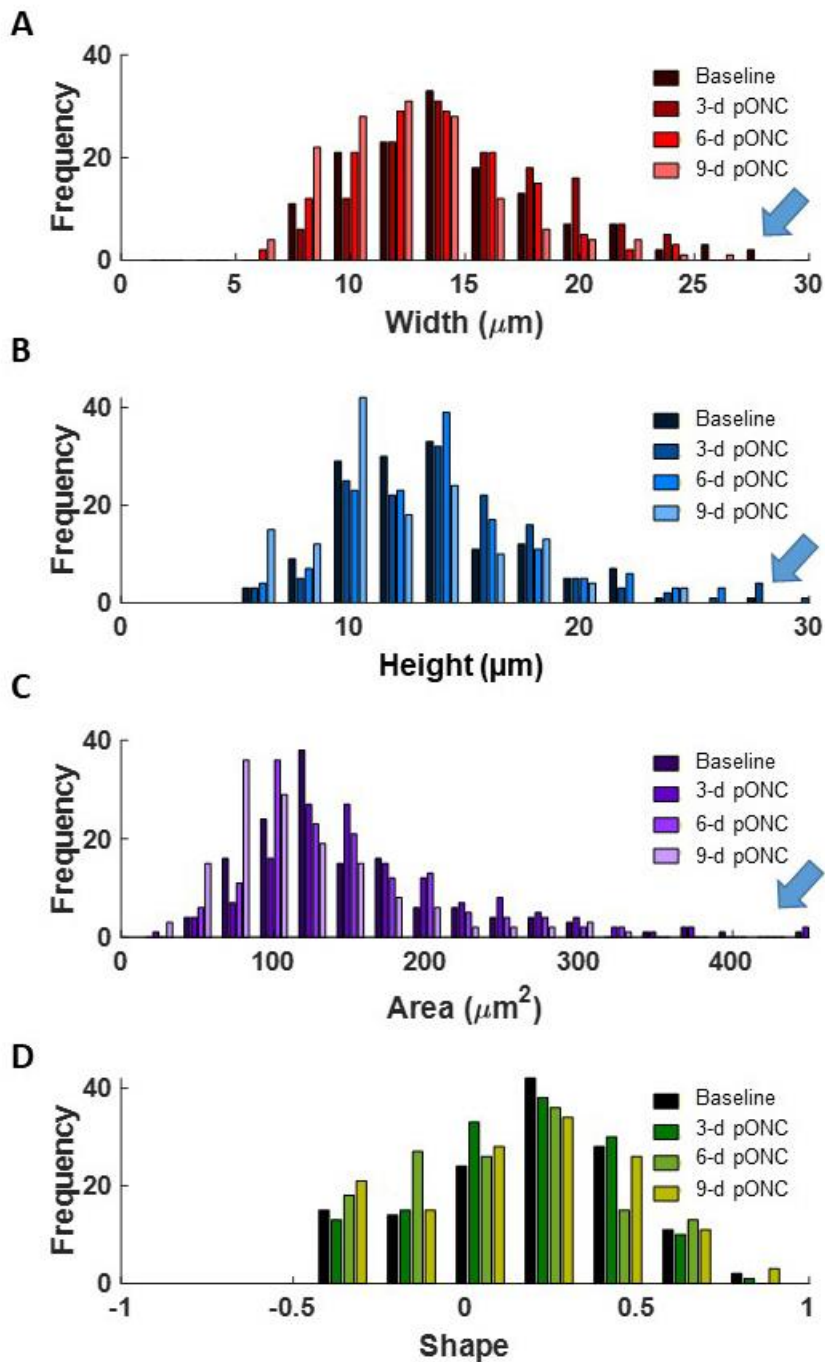 A
40
20
0
Frequency
Baseline
3-d pONC
6-d pONC
9-d pONC
0 5 10 15 20 25 30
Width (μm)
B
40
20
0
Frequency
Baseline
3-d pONC
6-d pONC
9-d pONC
0 10 20 30
Height (μm)
C
40
20
0
Frequency
Baseline
3-d pONC
6-d pONC
9-d pONC
0 100 200 300 400
Area (μm²)
D
40
20
0
Frequency
Baseline
3-d pONC
6-d pONC
9-d pONC
-1 -0.5 0 0.5 1
Shape